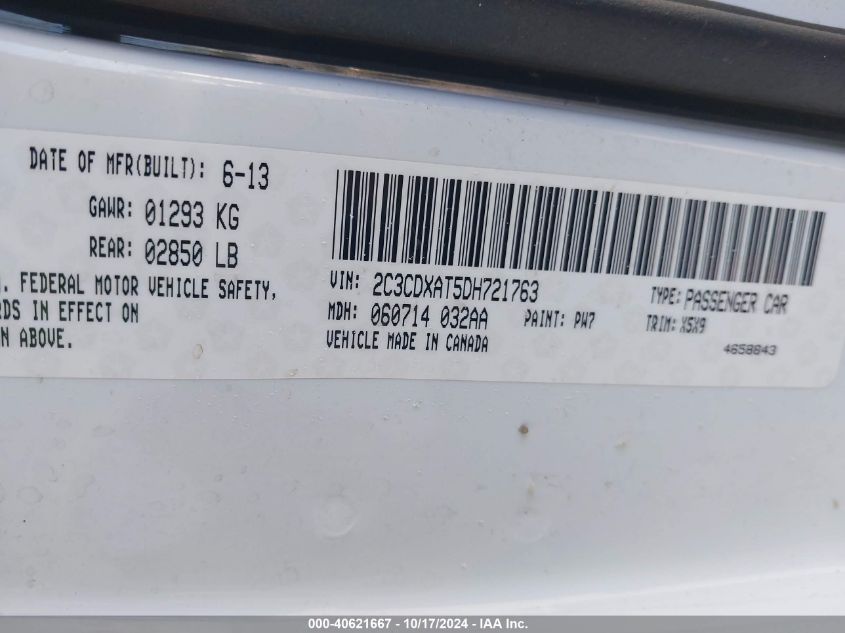 DATE OF MFR(BUILT): 6-13
GAWR: 01293 KG
REAR: 02850 LB
. FEDERAL MOTOR VEHICLE SAFETY,
RDS IN EFFECT ON
N ABOVE.
VIN: 2C3CDXAT5DH721763
TYPE: PASSENGER CAR
MDH: 060714 032AA
PAINT: PW7
TRIM: X5X9
VEHICLE MADE IN CANADA
4658843
000-40621667 - 10/17/2024 - IAA Inc.